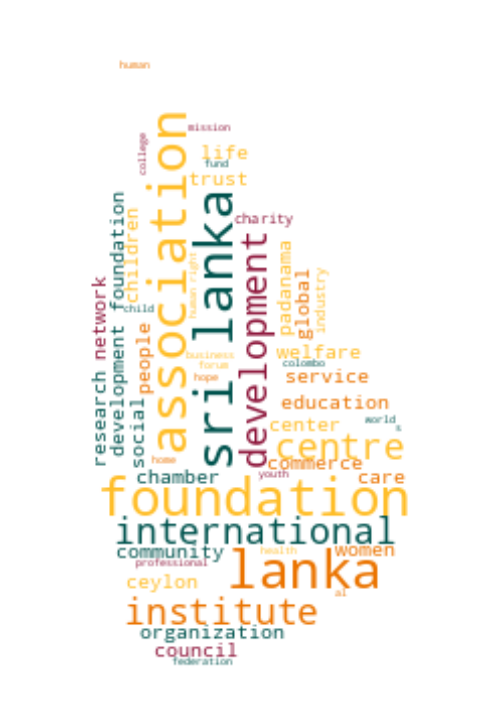 human
mission
college
association
life
fund
trust
sri lanka
charity
development foundation
children
development
padanama
human right
global
industry
research network
child
people
business
forum
welfare
colombo
hope
service
social
education
world
center
s
centre
home
commerce
youth
chamber
care
foundation
international
community
health
women
professional
lanka
ceylon
al
institute
organization
council
federation